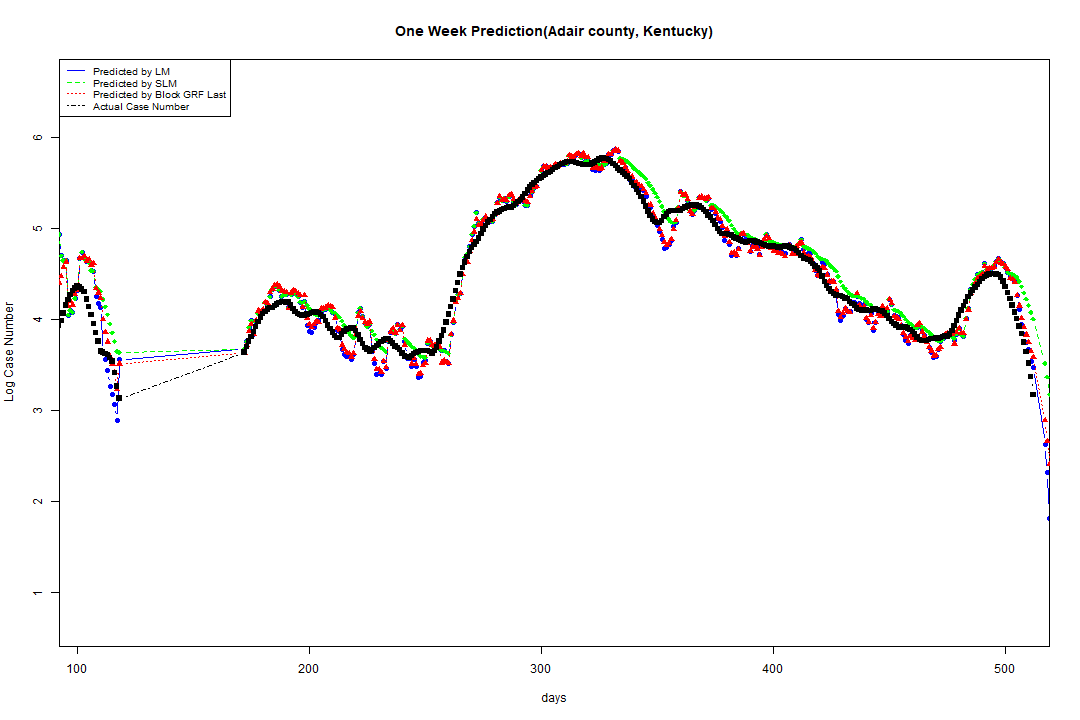 One Week Prediction(Adair county, Kentucky)
Predicted by LM
Predicted by SLM
Predicted by Block GRF Last
Actual Case Number
6
5
4
3
2
1
Log Case Number
100 200 300 400 500
days